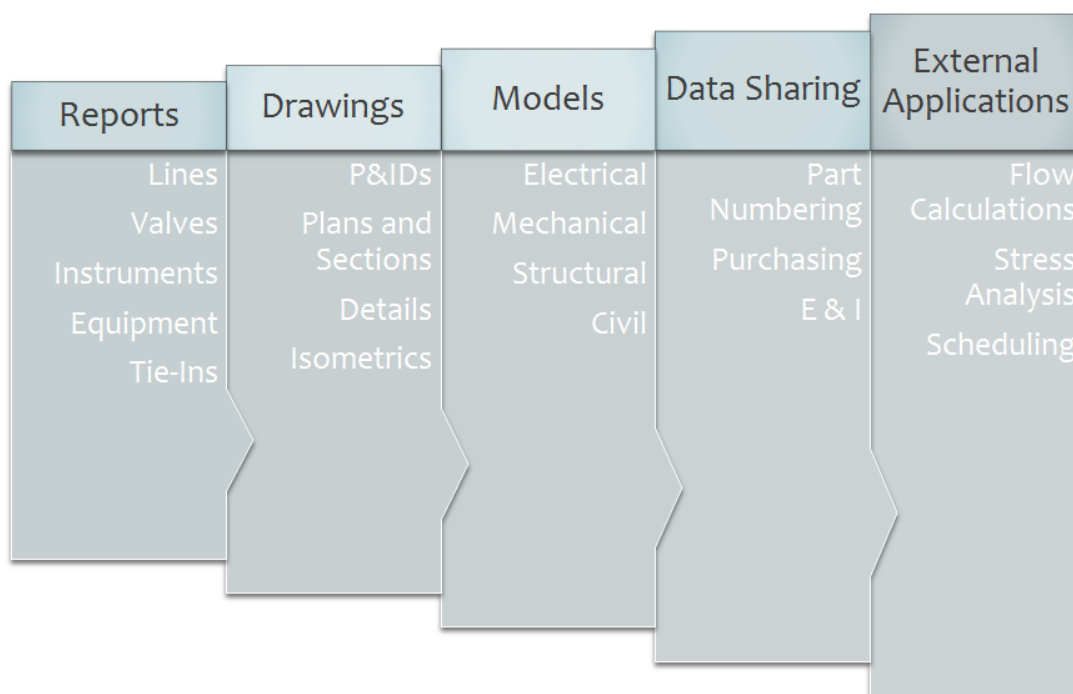 Reports
Lines
Valves
Instruments
Equipment
Tie-Ins
Drawings
P&IDs
Plans and
Sections
Details
Isometrics
Models
Electrical
Mechanical
Structural
Civil
Data Sharing
Part
Numbering
Purchasing
E & I
External
Applications
Flow
Calculations
Stress
Analysis
Scheduling